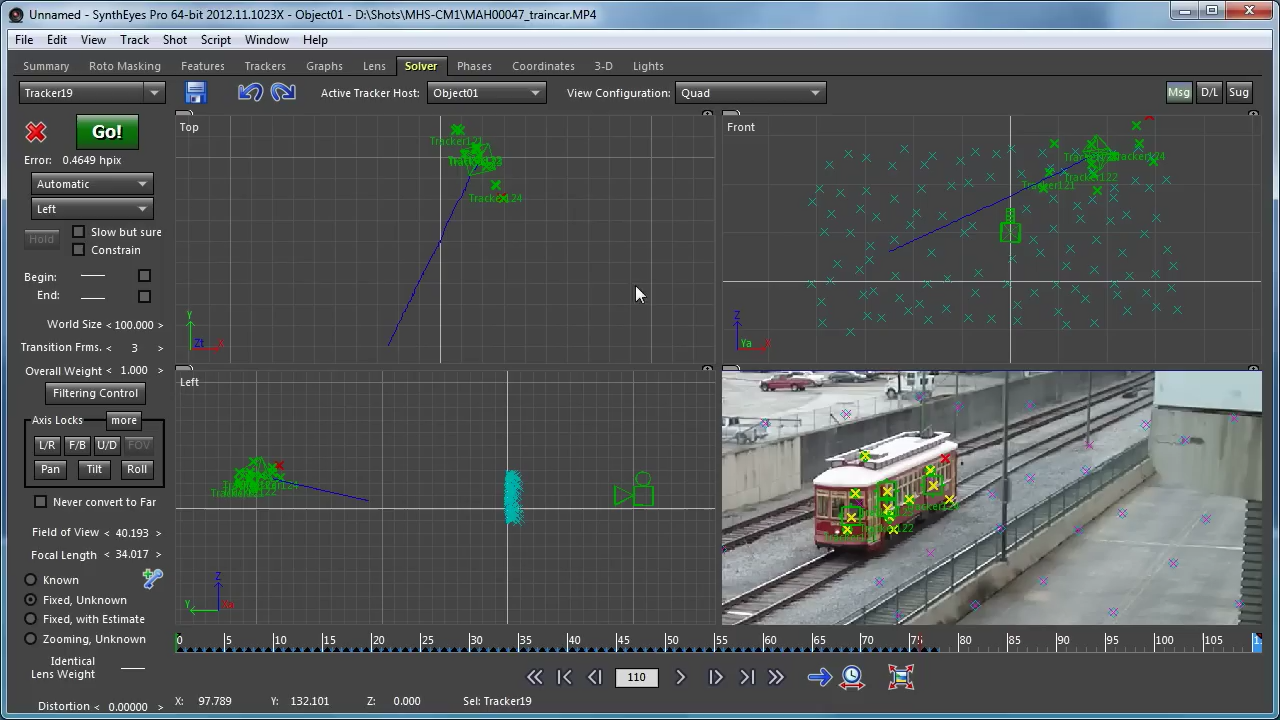 Unnamed - SynthEyes Pro 64-bit 2012.11.1023X - Object01 - D:\Shots\MHS-CM1\MAH00047_traincar.MP4
File Edit View Track Shot Script Window Help
Summary Roto Masking Features Trackers Graphs Lens Solver Phases Coordinates 3-D Lights
Tracker19 Active Tracker Host: Object01 View Configuration: Quad Msg D/L Sug
Go!
Error: 0.4649 hpix
Automatic
Left
Hold Slow but sure
Constrain
Begin:
End:
World Size < 100.000 >
Transition Frms. < 3 >
Overall Weight < 1.000 >
Filtering Control
Axis Locks more
L/R F/B U/D FOV
Pan Tilt Roll
Never convert to Far
Field of View < 40.193 >
Focal Length < 34.017 >
Known
Fixed, Unknown
Fixed, with Estimate
Zooming, Unknown
Identical
Lens Weight
Distortion < 0.00000 >
Top
Tracker121
Tracker124
Y
Zt X
Front
Tracker124
Tracker122
Tracker121
Z
Ya X
Left
Z
Y Xa
0 5 10 15 20 25 30 35 40 45 50 55 60 65 70 75 80 85 90 95 100 105
110
X: 97.789 Y: 132.101 Z: 0.000 Sel: Tracker19